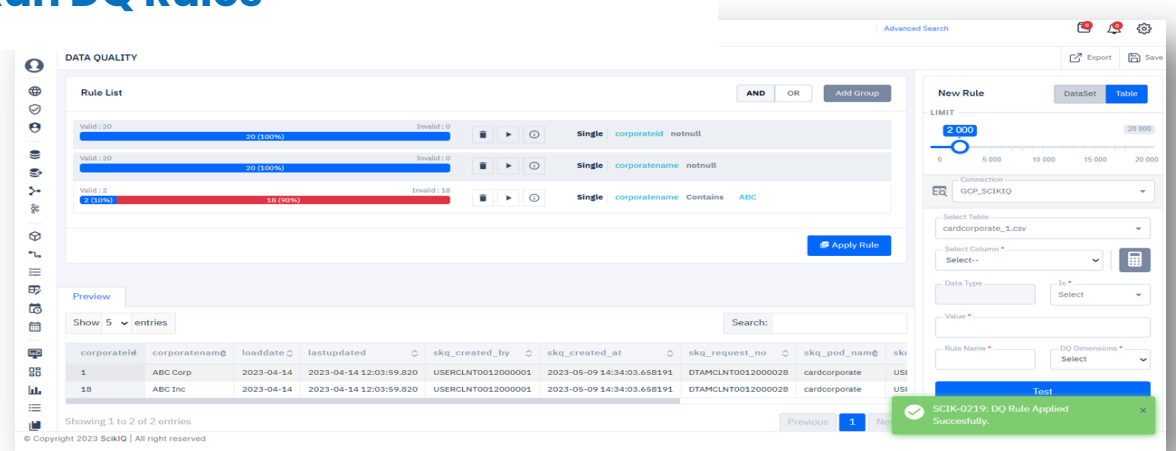 DQ Rules
Advanced Search
DATA QUALITY
Export Save
Rule List
AND OR Add Group
Valid : 20 Invalid : 0
20 (100%)
Single corporateid notnull
Valid : 20 Invalid : 0
20 (100%)
Single corporatename notnull
Valid : 2 Invalid : 18
2 (10%) 18 (90%)
Single corporatename Contains ABC
Apply Rule
New Rule DataSet Table
LIMIT
2 000 20 000
0 5 000 10 000 15 000 20 000
Connection
GCP_SCIKIQ
Select Table
cardcorporate_1.csv
Select Column *
Select--
Data Type Is *
Select
Value *
Rule Name * DQ Dimensions *
Select
Test
Preview
Show 5 entries Search:
corporateid corporatename loaddate lastupdated skq_created_by skq_created_at skq_request_no skq_pod_name
1 ABC Corp 2023-04-14 2023-04-14 12:03:59.820 USERCLNT0012000001 2023-05-09 14:34:03.658191 DTAMCLNT0012000028 cardcorporate
18 ABC Inc 2023-04-14 2023-04-14 12:03:59.820 USERCLNT0012000001 2023-05-09 14:34:03.658191 DTAMCLNT0012000028 cardcorporate
Showing 1 to 2 of 2 entries
Previous 1
SCIK-0219: DQ Rule Applied
Succesfully.
© Copyright 2023 ScikIQ | All right reserved